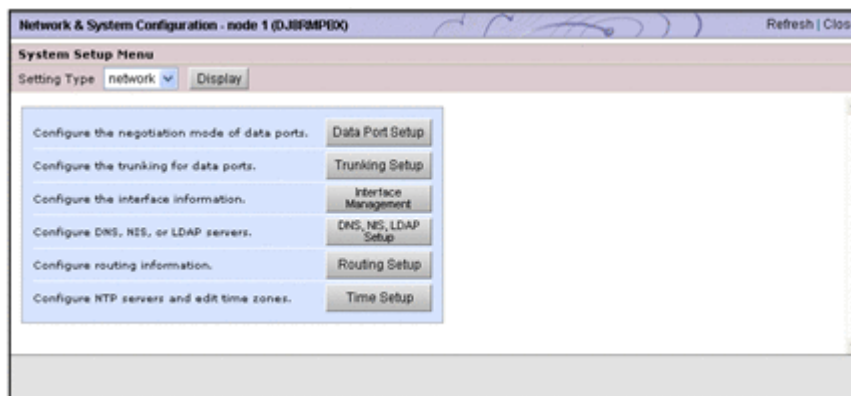 Network & System Configuration - node 1 (DJBRMPBX)
Refresh | Clos
System Setup Menu
Setting Type network Display
Configure the negotiation mode of data ports. Data Port Setup
Configure the trunking for data ports. Trunking Setup
Configure the interface information. Interface Management
Configure DNS, NIS, or LDAP servers. DNS, NIS, LDAP Setup
Configure routing information. Routing Setup
Configure NTP servers and edit time zones. Time Setup